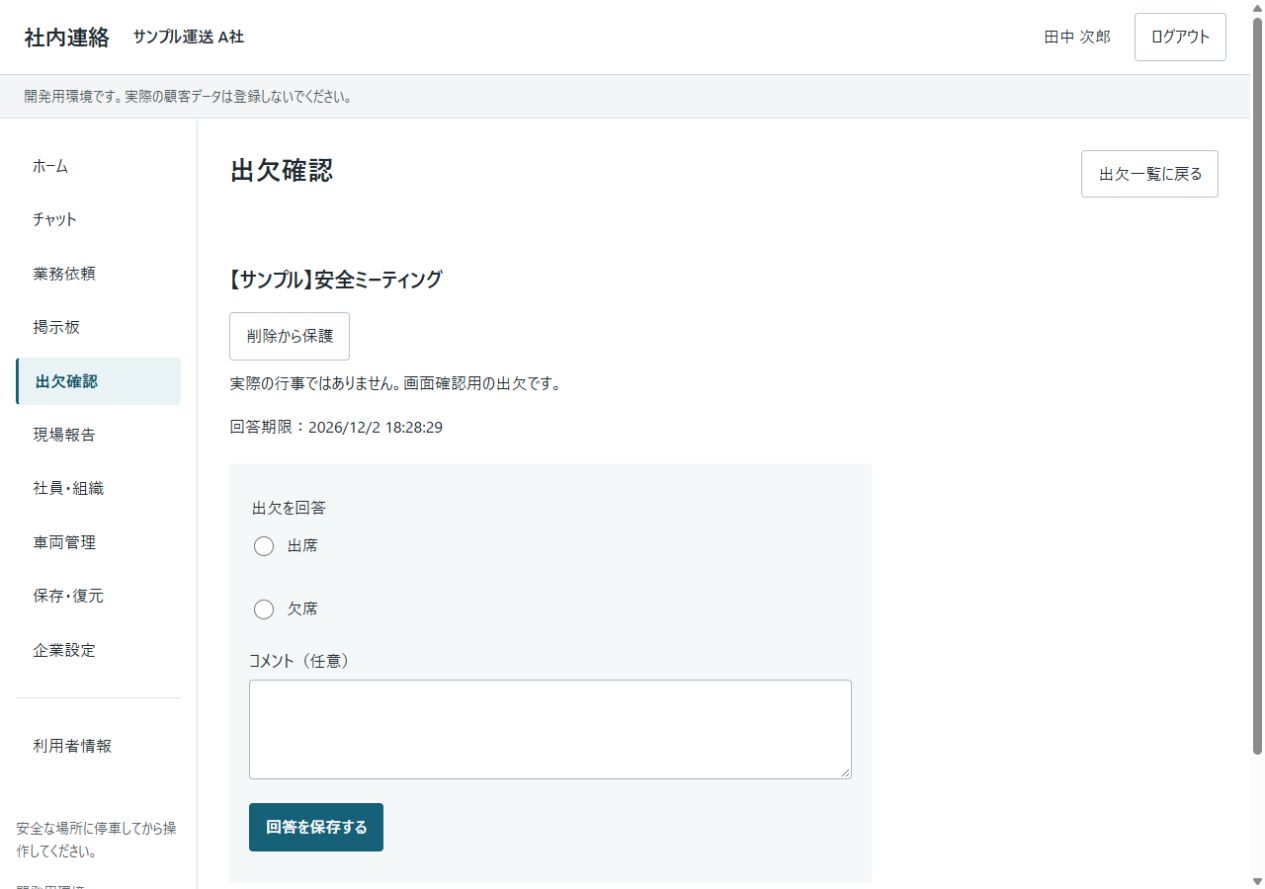 社内連絡 サンプル運送 A社
田中 次郎 ログアウト
開発用環境です。実際の顧客データは登録しないでください。
ホーム
チャット
業務依頼
掲示板
出欠確認
現場報告
社員・組織
車両管理
保存・復元
企業設定
利用者情報
安全な場所に停車してから操
作してください。
開発用環境
出欠確認
出欠一覧に戻る
【サンプル】安全ミーティング
削除から保護
実際の行事ではありません。画面確認用の出欠です。
回答期限：2026/12/2 18:28:29
出欠を回答
出席
欠席
コメント（任意）
回答を保存する